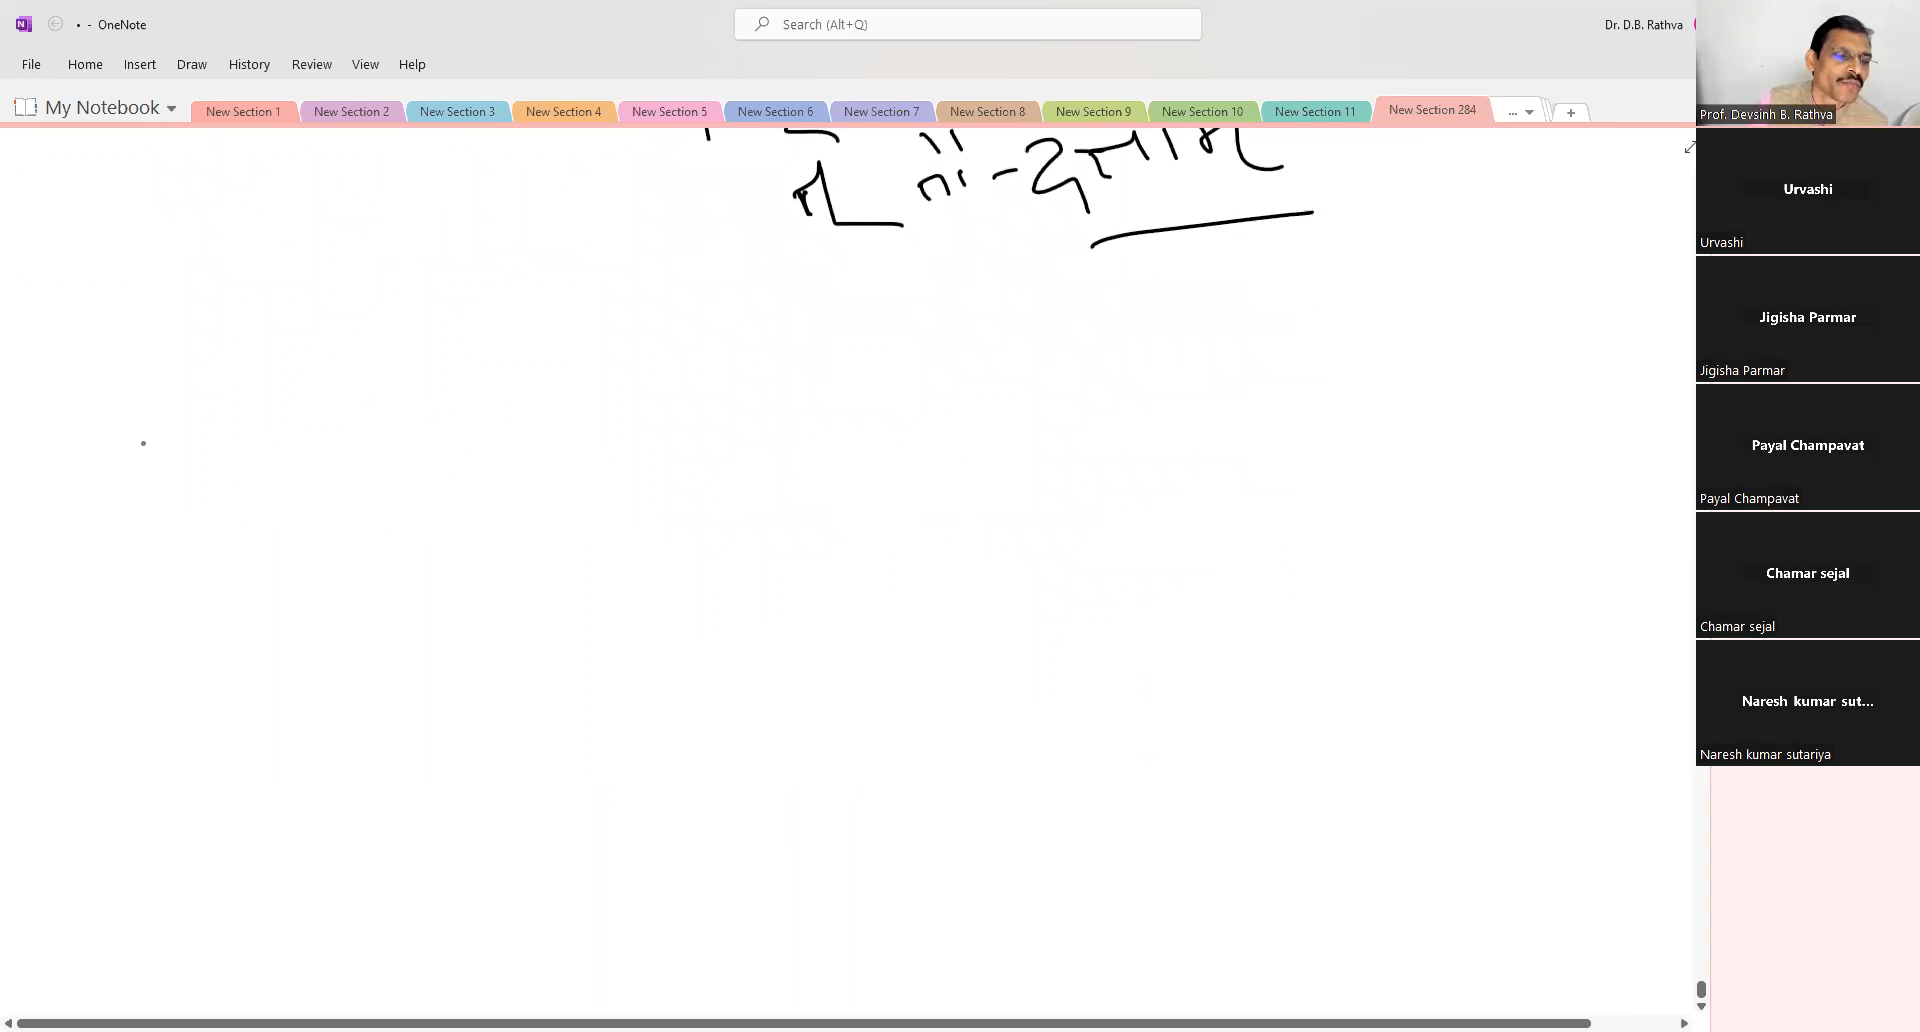 • - OneNote
Search (Alt+Q)
Dr. D.B. Rathva
File Home Insert Draw History Review View Help
My Notebook
New Section 1 New Section 2 New Section 3 New Section 4 New Section 5 New Section 6 New Section 7 New Section 8 New Section 9 New Section 10 New Section 11 New Section 284 ... +
Prof. Devsinh B. Rathva
Urvashi
Urvashi
Jigisha Parmar
Jigisha Parmar
Payal Champavat
Payal Champavat
Chamar sejal
Chamar sejal
Naresh kumar sut...
Naresh kumar sutariya